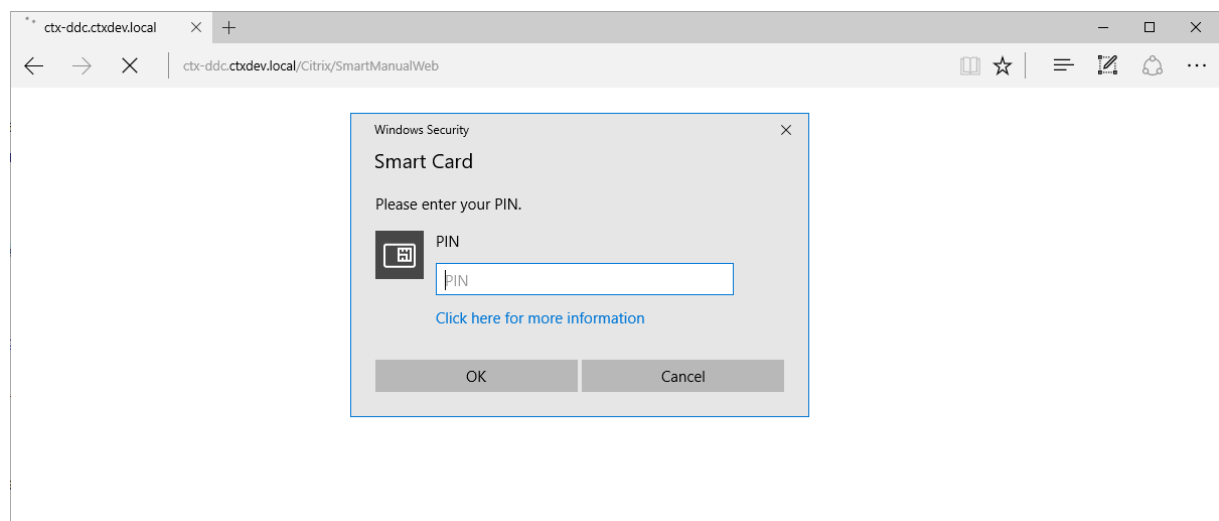 ctx-ddc.ctxdev.local
ctx-ddc.ctxdev.local/Citrix/SmartManualWeb
Windows Security
Smart Card
Please enter your PIN.
PIN
PIN
Click here for more information
OK Cancel